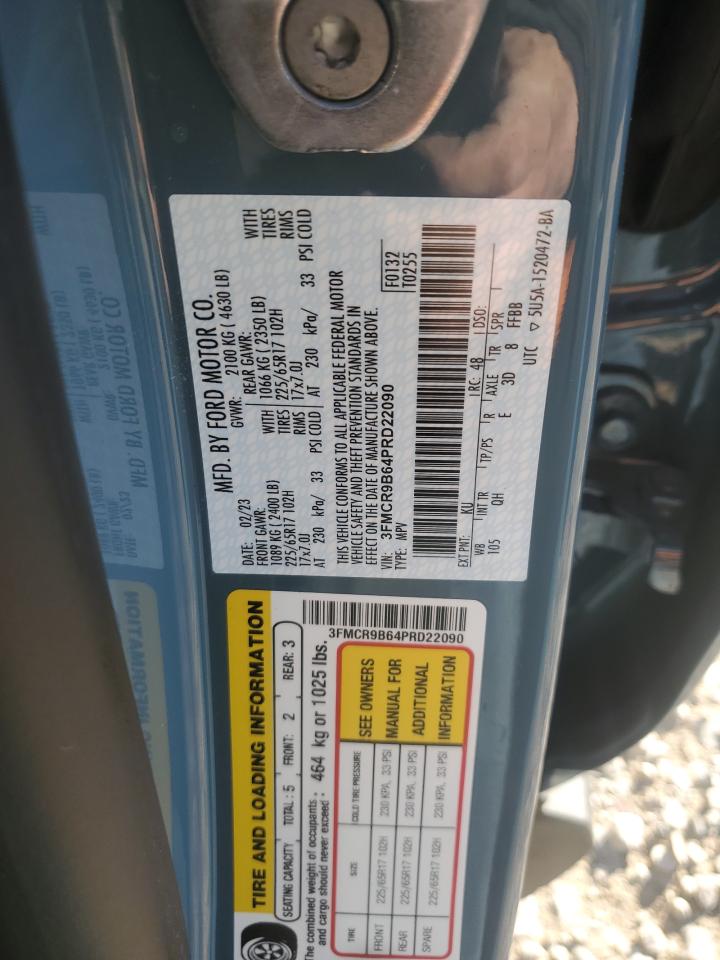 MFD. BY FORD MOTOR CO.
DATE: 02/23 GVWR: 2100 KG ( 4630 LB)
FRONT GAWR: REAR GAWR:
1089 KG ( 2400 LB) WITH 1066 KG ( 2350 LB) WITH
225/65R17 102H TIRES 225/65R17 102H TIRES
17x7.0J RIMS 17x7.0J RIMS
AT 230 kPa/ 33 PSI COLD AT 230 kPa/ 33 PSI COLD
THIS VEHICLE CONFORMS TO ALL APPLICABLE FEDERAL MOTOR
VEHICLE SAFETY AND THEFT PREVENTION STANDARDS IN
EFFECT ON THE DATE OF MANUFACTURE SHOWN ABOVE.
VIN: 3FMCR9B64PRD22090
TYPE: MPV
F0132
T0255
EXT PNT: KU RC: 48 DSO:
WB INT TR TP/PS R AXLE TR SPR
105 QH E 3D 8 FFBB
UTC ▽ 5U5A-1520472-BA
TIRE AND LOADING INFORMATION
SEATING CAPACITY TOTAL : 5 FRONT: 2 REAR: 3
The combined weight of occupants
and cargo should never exceed : 464 kg or 1025 lbs.
3FMCR9B64PRD22090
TIRE SIZE COLD TIRE PRESSURE
FRONT 225/65R17 102H 230 KPA, 33 PSI
REAR 225/65R17 102H 230 KPA, 33 PSI
SPARE 225/65R17 102H 230 KPA, 33 PSI
SEE OWNERS
MANUAL FOR
ADDITIONAL
INFORMATION